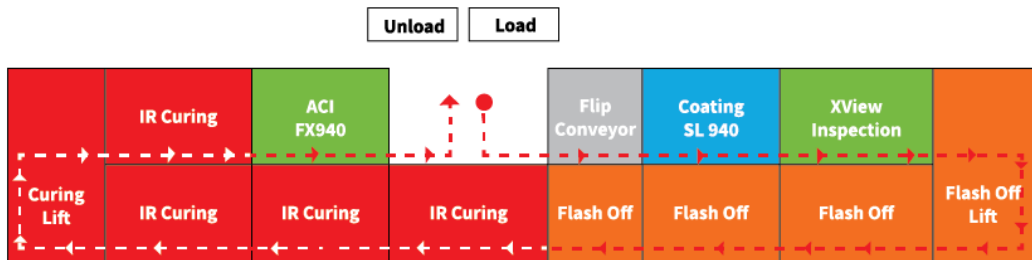 Unload
Load
IR Curing
ACI
FX940
Flip
Conveyor
Coating
SL 940
XView
Inspection
Curing
Lift
IR Curing
IR Curing
IR Curing
Flash Off
Flash Off
Flash Off
Flash Off
Lift